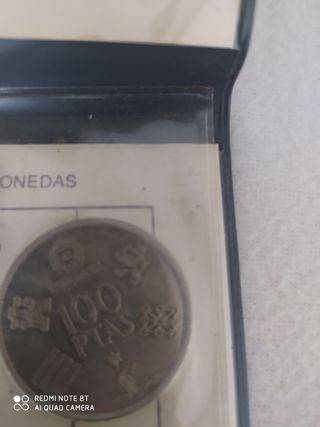 ONEDAS
100
PTAS
REDMI NOTE 8T
AI QUAD CAMERA